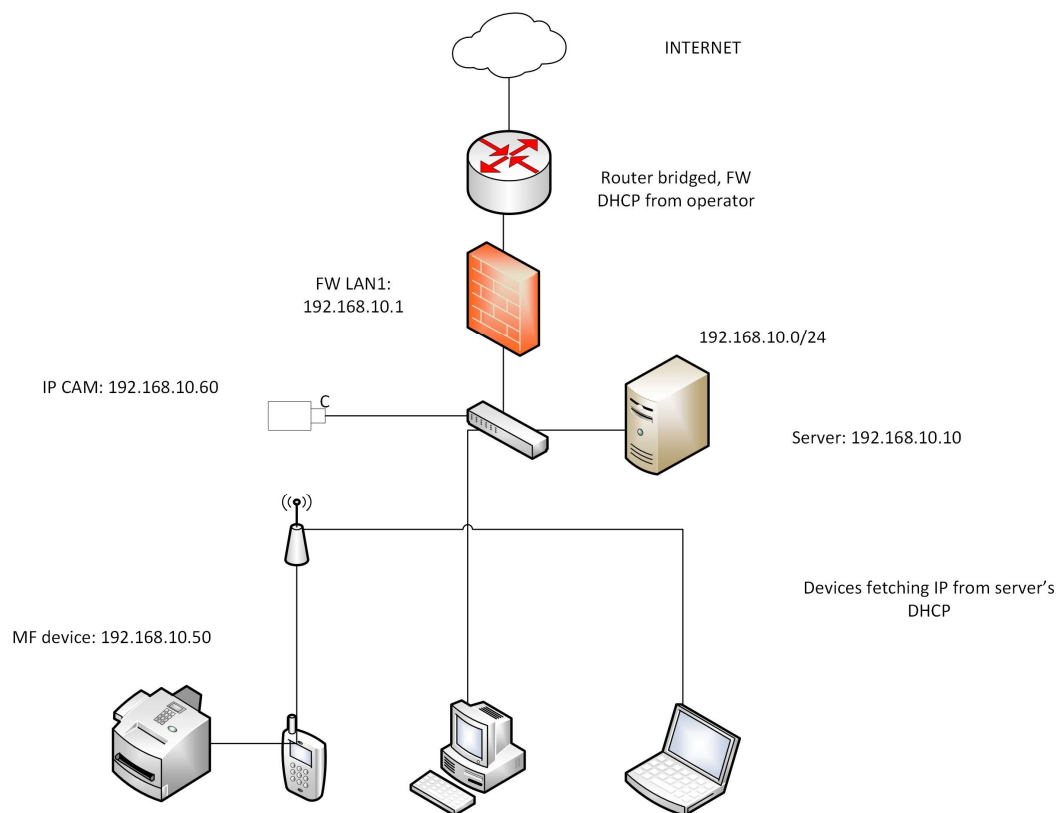 INTERNET
Router bridged, FW
DHCP from operator
FW LAN1:
192.168.10.1
192.168.10.0/24
IP CAM: 192.168.10.60
C
Server: 192.168.10.10
Devices fetching IP from server's
DHCP
MF device: 192.168.10.50